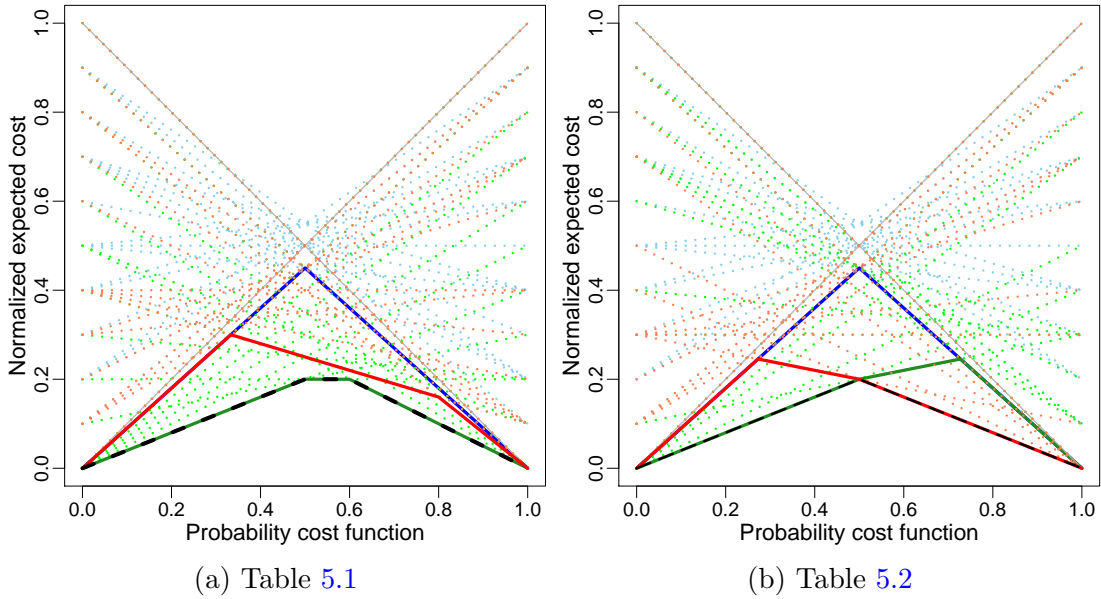 1.0
0.8
0.6
0.4
0.2
0.0
Normalized expected cost
0.0 0.2 0.4 0.6 0.8 1.0
Probability cost function
(a) Table 5.1
1.0
0.8
0.6
0.4
0.2
0.0
Normalized expected cost
0.0 0.2 0.4 0.6 0.8 1.0
Probability cost function
(b) Table 5.2